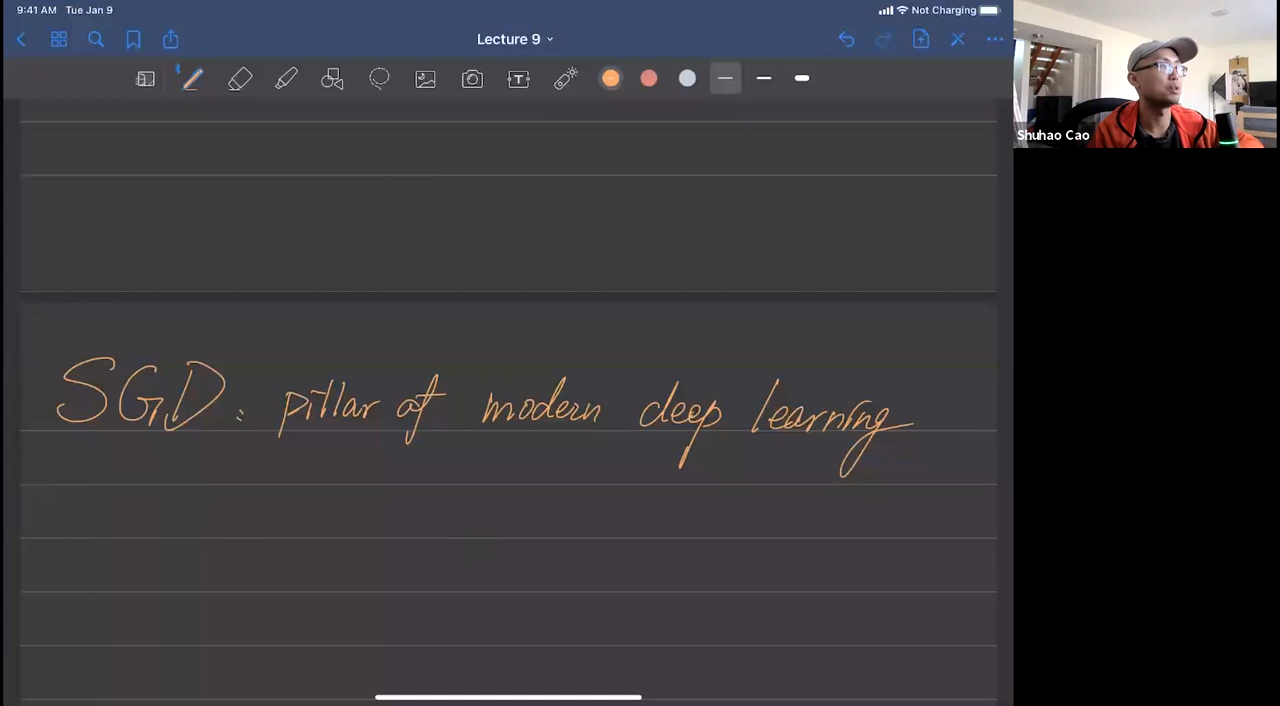 9:41 AM Tue Jan 9
Not Charging
Lecture 9
T
Shuhao Cao
SGD: pillar of modern deep learning